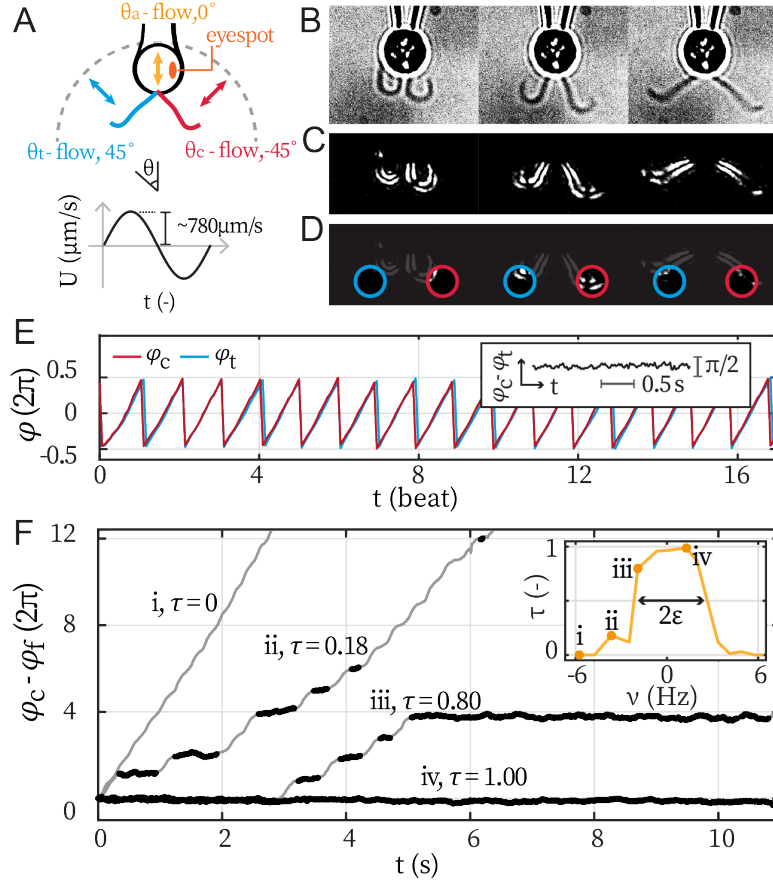 A
θa-flow,0°
eyespot
θt-flow, 45°
θc-flow,-45°
θ
U (μm/s)
~780μm/s
t (-)
B
C
D
E
φc
φt
φc-φt
π/2
t
0.5 s
φ (2π)
0.5
0
-0.5
0
4
8
12
16
t (beat)
F
φc-φf (2π)
12
8
4
0
i, τ=0
ii, τ=0.18
iii, τ=0.80
iv, τ=1.00
τ (-)
1
0
i
ii
iii
iv
2ε
-6
0
6
ν (Hz)
0
2
4
6
8
10
t (s)